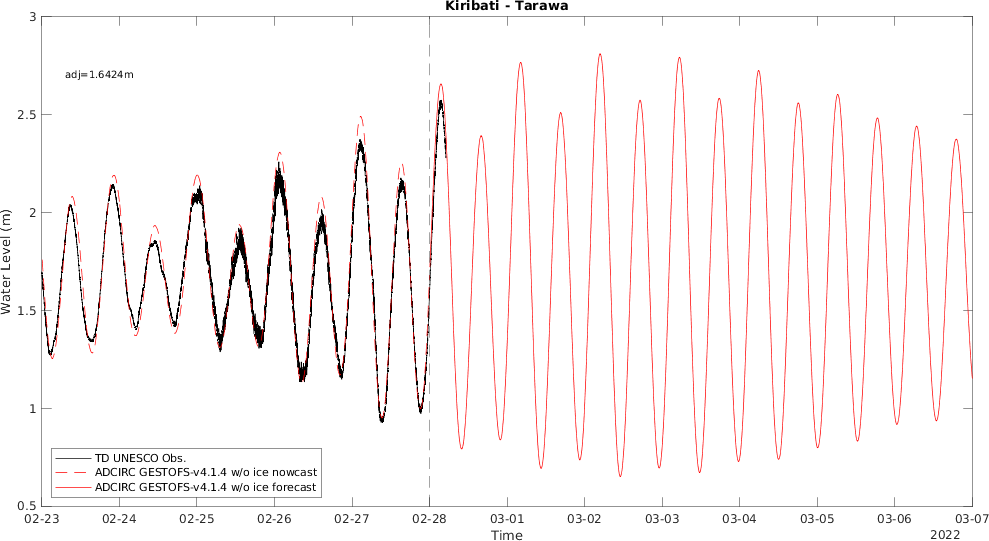 Kiribati - Tarawa
3
adj=1.6424m
2.5
2
Water Level (m)
1.5
1
TD UNESCO Obs.
ADCIRC GESTOFS-v4.1.4 w/o ice nowcast
ADCIRC GESTOFS-v4.1.4 w/o ice forecast
0.5
02-23 02-24 02-25 02-26 02-27 02-28 03-01 03-02 03-03 03-04 03-05 03-06 03-07
Time
2022